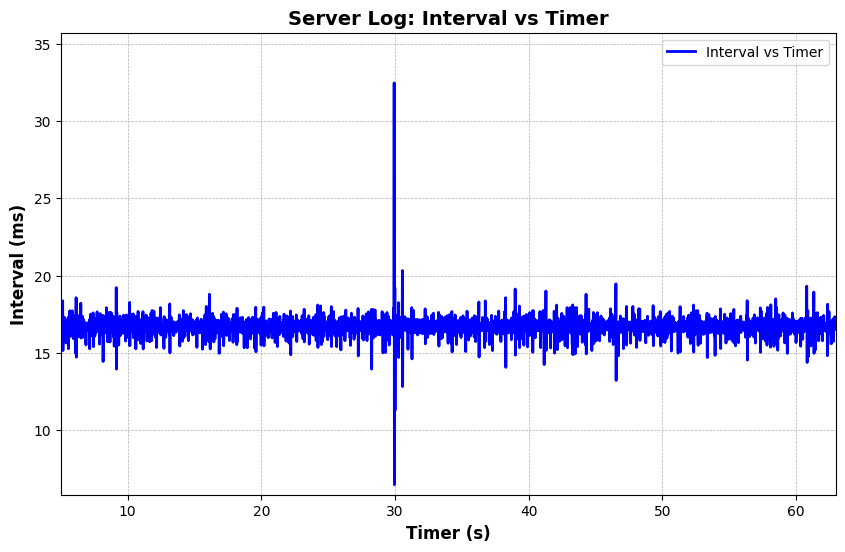 Server Log: Interval vs Timer
Interval vs Timer
Interval (ms)
35
30
25
20
15
10
10 20 30 40 50 60
Timer (s)